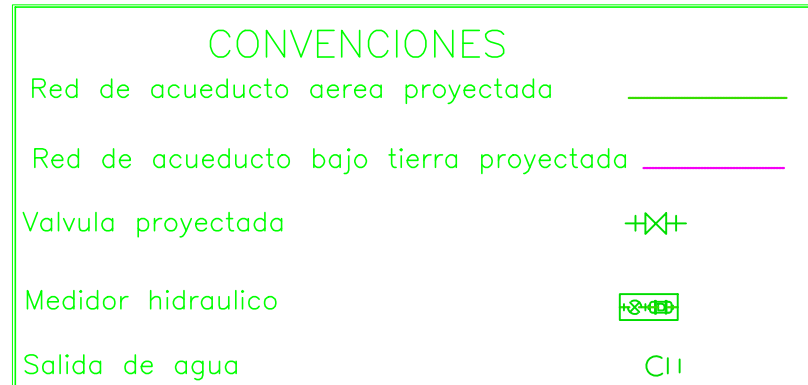 CONVENCIONES
Red de acueducto aerea proyectada
Red de acueducto bajo tierra proyectada
Valvula proyectada
Medidor hidraulico
Salida de agua